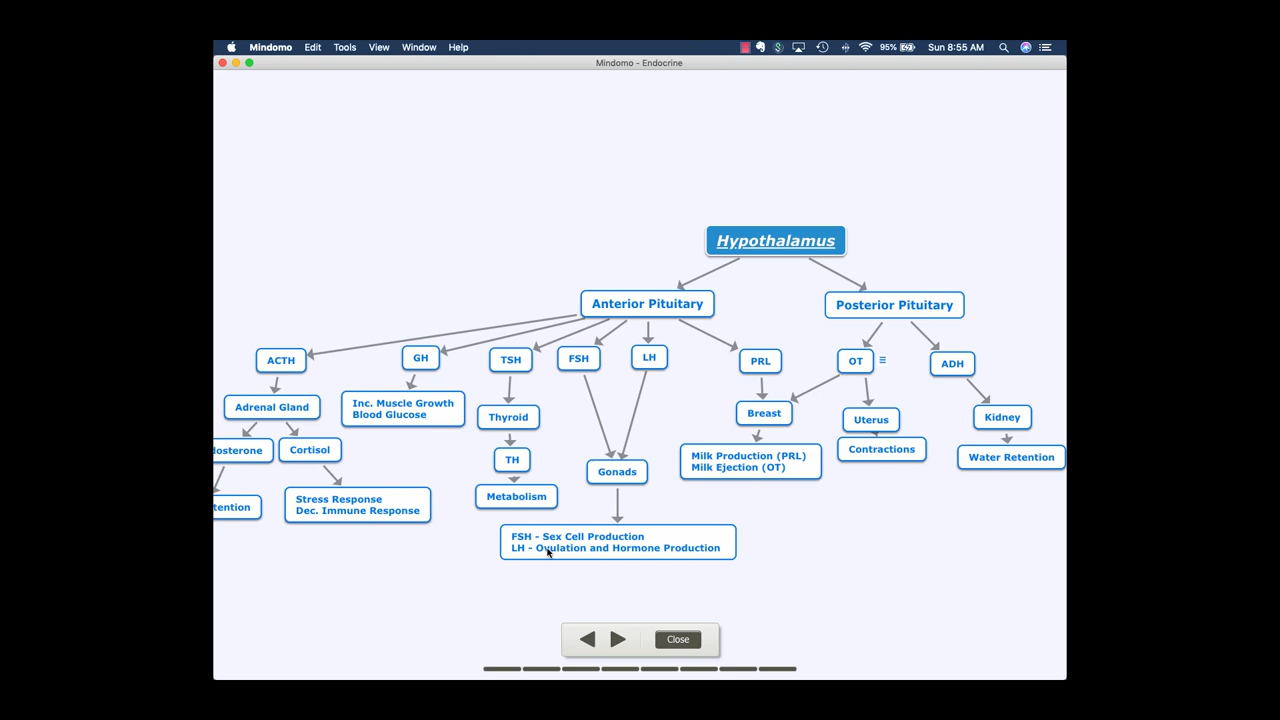 Mindomo Edit Tools View Window Help 95% Sun 8:55 AM
Mindomo - Endocrine
Hypothalamus
Anterior Pituitary
Posterior Pituitary
ACTH
GH
TSH
FSH
LH
PRL
OT
ADH
Adrenal Gland
Inc. Muscle Growth
Blood Glucose
Thyroid
Breast
Uterus
Kidney
dosterone
Cortisol
TH
Gonads
Milk Production (PRL)
Milk Ejection (OT)
Contractions
Water Retention
tention
Stress Response
Dec. Immune Response
Metabolism
FSH - Sex Cell Production
LH - Ovulation and Hormone Production
Close